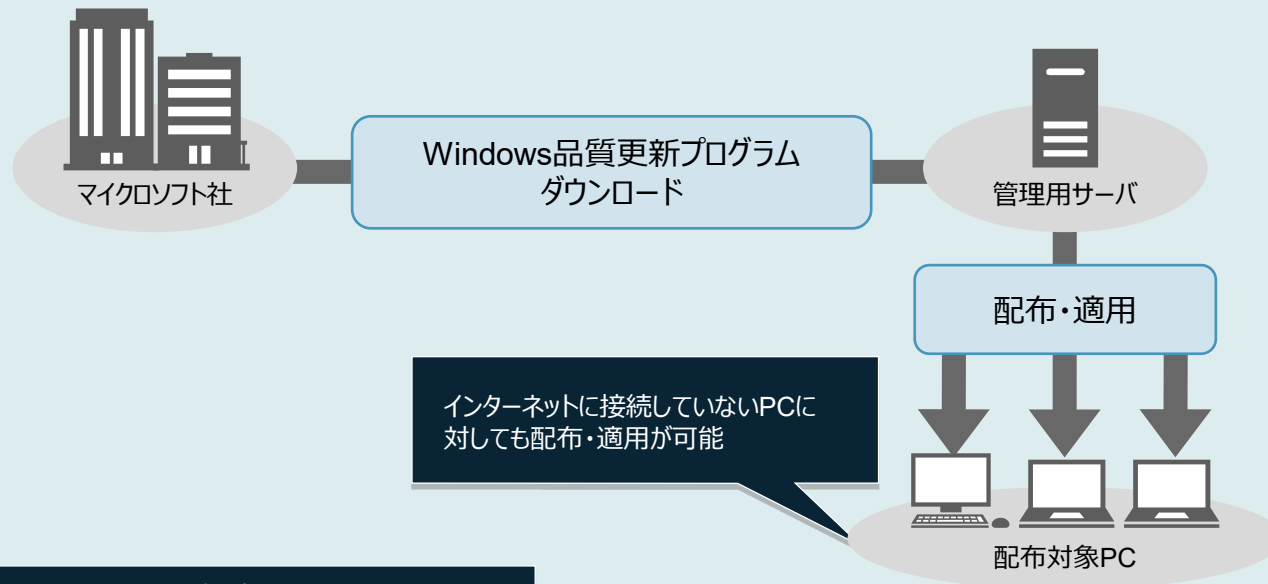 Windows品質更新プログラム
ダウンロード
マイクロソフト社
管理用サーバ
配布・適用
インターネットに接続していないPCに
対しても配布・適用が可能
配布対象PC